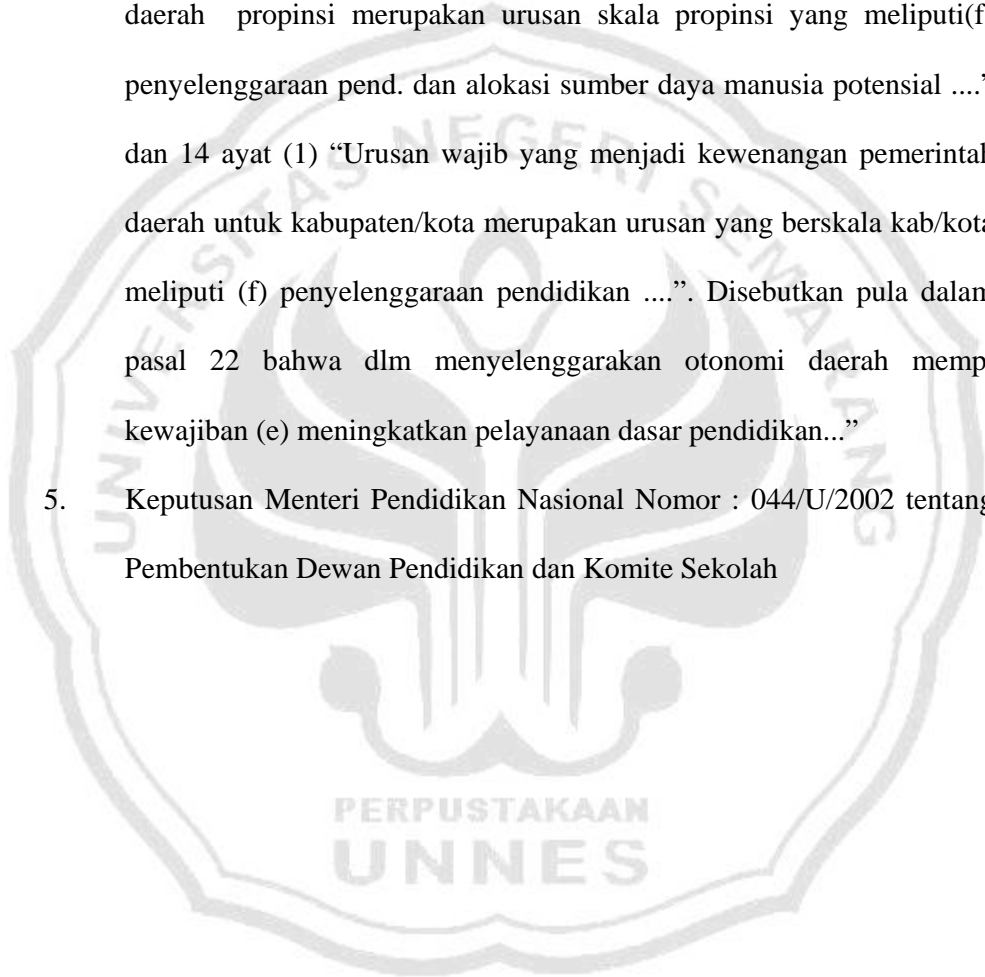 daerah propinsi merupakan urusan skala propinsi yang meliputi(f
penyelenggaraan pend. dan alokasi sumber daya manusia potensial ....”
dan 14 ayat (1) “Urusan wajib yang menjadi kewenangan pemerintah
daerah untuk kabupaten/kota merupakan urusan yang berskala kab/kota
meliputi (f) penyelenggaraan pendidikan ....”. Disebutkan pula dalam
pasal 22 bahwa dlm menyelenggarakan otonomi daerah memp
kewajiban (e) meningkatkan pelayanaan dasar pendidikan...”
5. Keputusan Menteri Pendidikan Nasional Nomor : 044/U/2002 tentang
Pembentukan Dewan Pendidikan dan Komite Sekolah
UNIVERSITAS NEGERI SEMARANG
PERPUSTAKAAN
UNNES